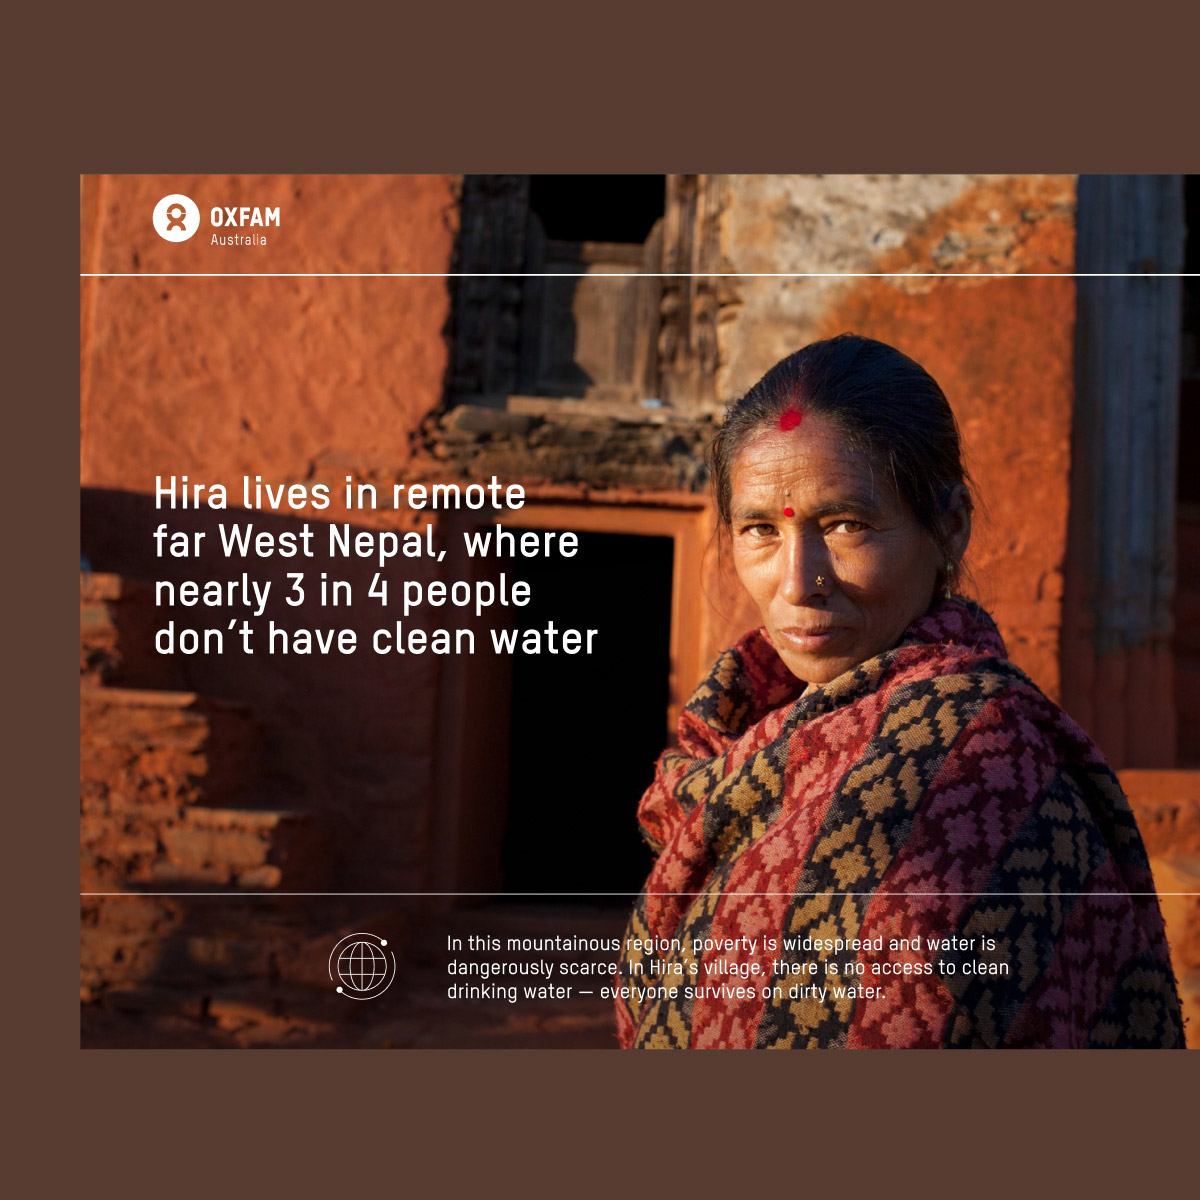 OXFAM
Australia
Hira lives in remote
far West Nepal, where
nearly 3 in 4 people
don’t have clean water
In this mountainous region, poverty is widespread and water is
dangerously scarce. In Hira’s village, there is no access to clean
drinking water — everyone survives on dirty water.